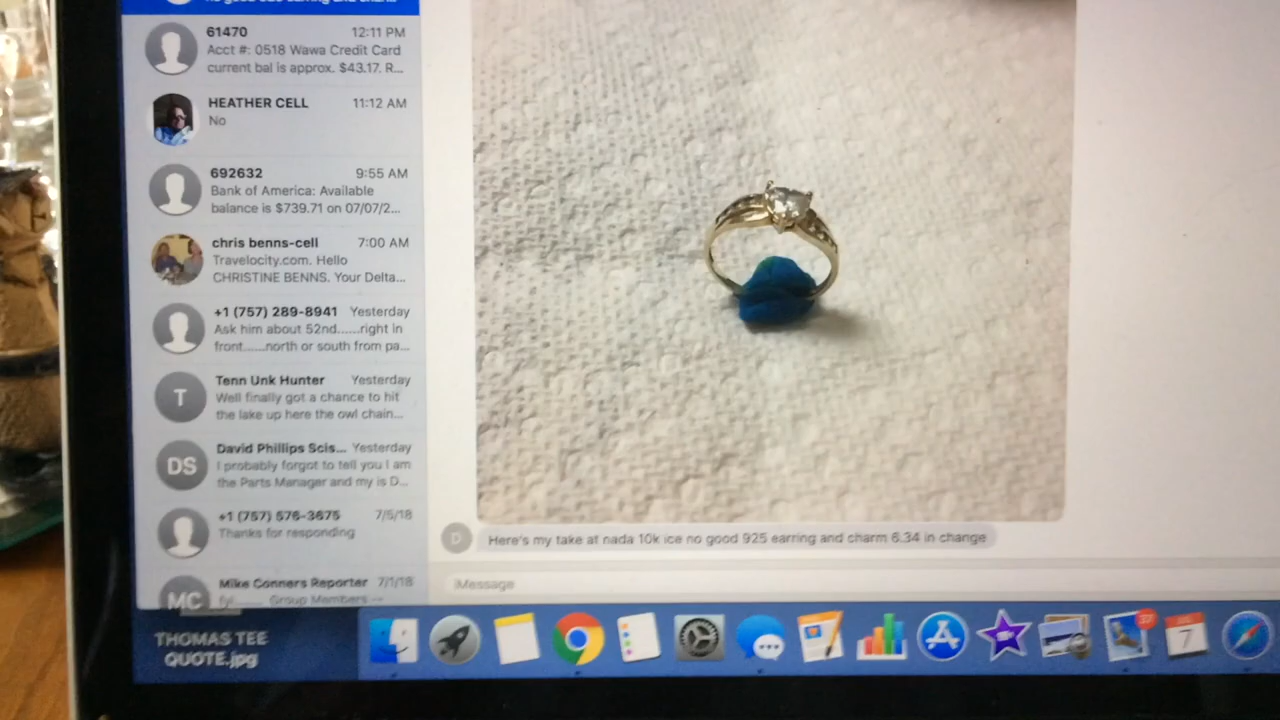 61470 12:11 PM
Acct #: 0518 Wawa Credit Card
current bal is approx. $43.17. R...
HEATHER CELL 11:12 AM
No
692632 9:55 AM
Bank of America: Available
balance is $739.71 on 07/07/2...
chris benns-cell 7:00 AM
Travelocity.com. Hello
CHRISTINE BENNS. Your Delta...
+1 (757) 289-8941 Yesterday
Ask him about 52nd......right in
front......north or south from pa...
Tenn Unk Hunter Yesterday
Well finally got a chance to hit
the lake up here the owl chain...
DS David Phillips Scis... Yesterday
I probably forgot to tell you I am
the Parts Manager and my is D...
+1 (757) 576-3675 7/5/18
Thanks for responding
MC Mike Conners Reporter 7/1/18
Group Members
T
D
Here's my take at nada 10k ice no good 925 earring and charm 6.34 in change
iMessage
THOMAS TEE
QUOTE.jpg
37
7